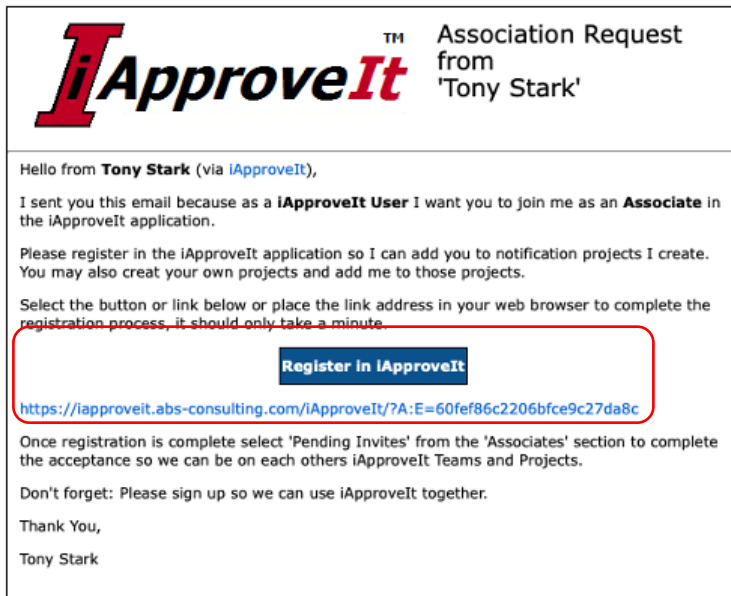 iApproveIt™
Association Request
from
'Tony Stark'
Hello from Tony Stark (via iApproveIt),
I sent you this email because as a iApproveIt User I want you to join me as an Associate in
the iApproveIt application.
Please register in the iApproveIt application so I can add you to notification projects I create.
You may also creat your own projects and add me to those projects.
Select the button or link below or place the link address in your web browser to complete the
registration process, it should only take a minute.
Register in iApproveIt
https://iapproveit.abs-consulting.com/iApproveIt/?A:E=60fef86c2206bfce9c27da8c
Once registration is complete select 'Pending Invites' from the 'Associates' section to complete
the acceptance so we can be on each others iApproveIt Teams and Projects.
Don't forget: Please sign up so we can use iApproveIt together.
Thank You,
Tony Stark